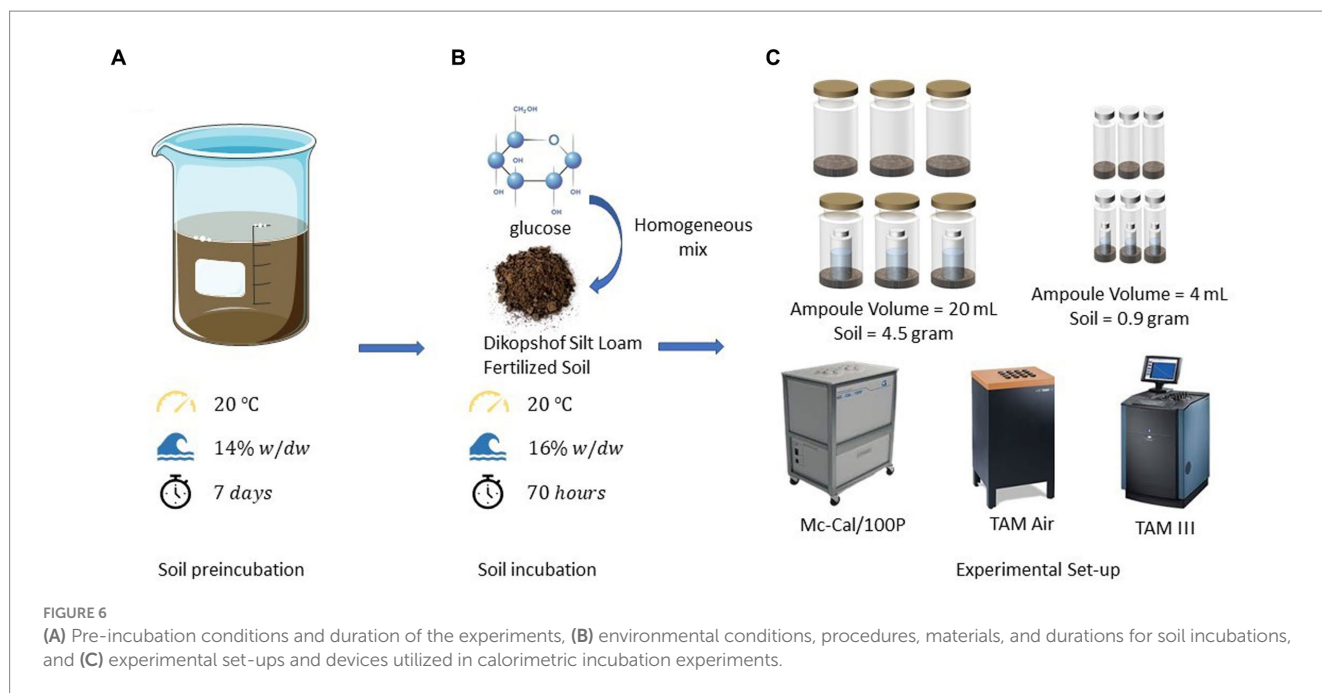 A
20 ℃
14% w/dw
7 days
Soil preincubation
B
CH₂OH
O
OH
OH
OH
OH
glucose
Homogeneous
mix
Dikopshof Silt Loam
Fertilized Soil
20 ℃
16% w/dw
70 hours
Soil incubation
C
Ampoule Volume = 20 mL
Soil = 4.5 gram
Ampoule Volume = 4 mL
Soil = 0.9 gram
Mc-Cal/100P
TAM Air
TAM III
Experimental Set-up
FIGURE 6
(A) Pre-incubation conditions and duration of the experiments, (B) environmental conditions, procedures, materials, and durations for soil incubations,
and (C) experimental set-ups and devices utilized in calorimetric incubation experiments.